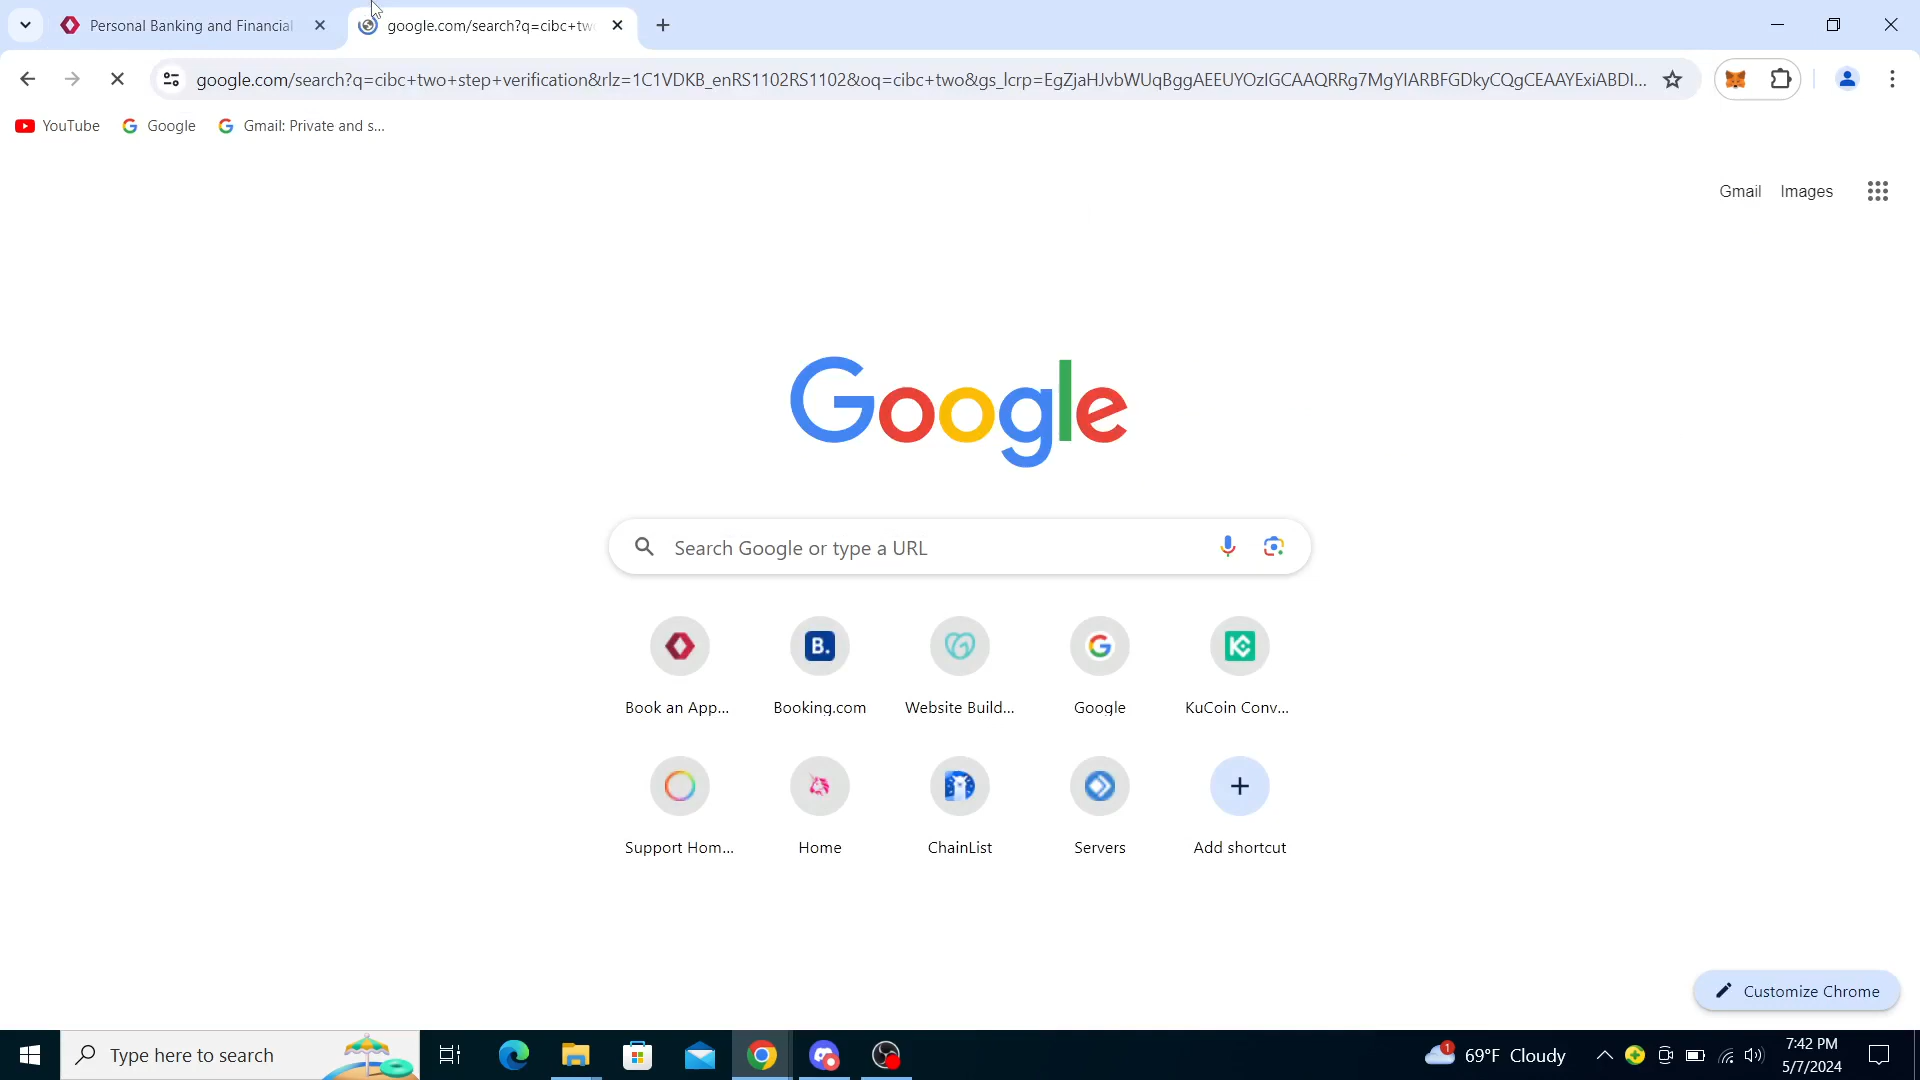 Personal Banking and Financial
google.com/search?q=cibc+tw
google.com/search?q=cibc+two+step+verification&rlz=1C1VDKB_enRS1102RS1102&oq=cibc+two&gs_lcrp=EgZjaHJvbWUqBggAEEUYOzIGCAAQRRg7MgYIARBFGDkyCQgCEAAYExiABDI...
YouTube
Google
Gmail: Private and s...
Gmail
Images
Google
Search Google or type a URL
Book an App...
Booking.com
Website Build...
Google
KuCoin Conv...
Support Hom...
Home
ChainList
Servers
Add shortcut
Customize Chrome
Type here to search
1
69°F Cloudy
7:42 PM
5/7/2024